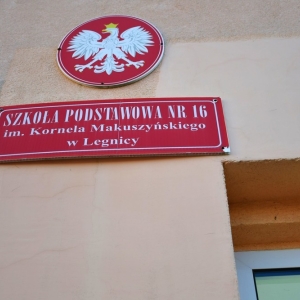 SZKOŁA PODSTAWOWA NR 16
im. Kornela Makuszyńskiego
w Legnicy